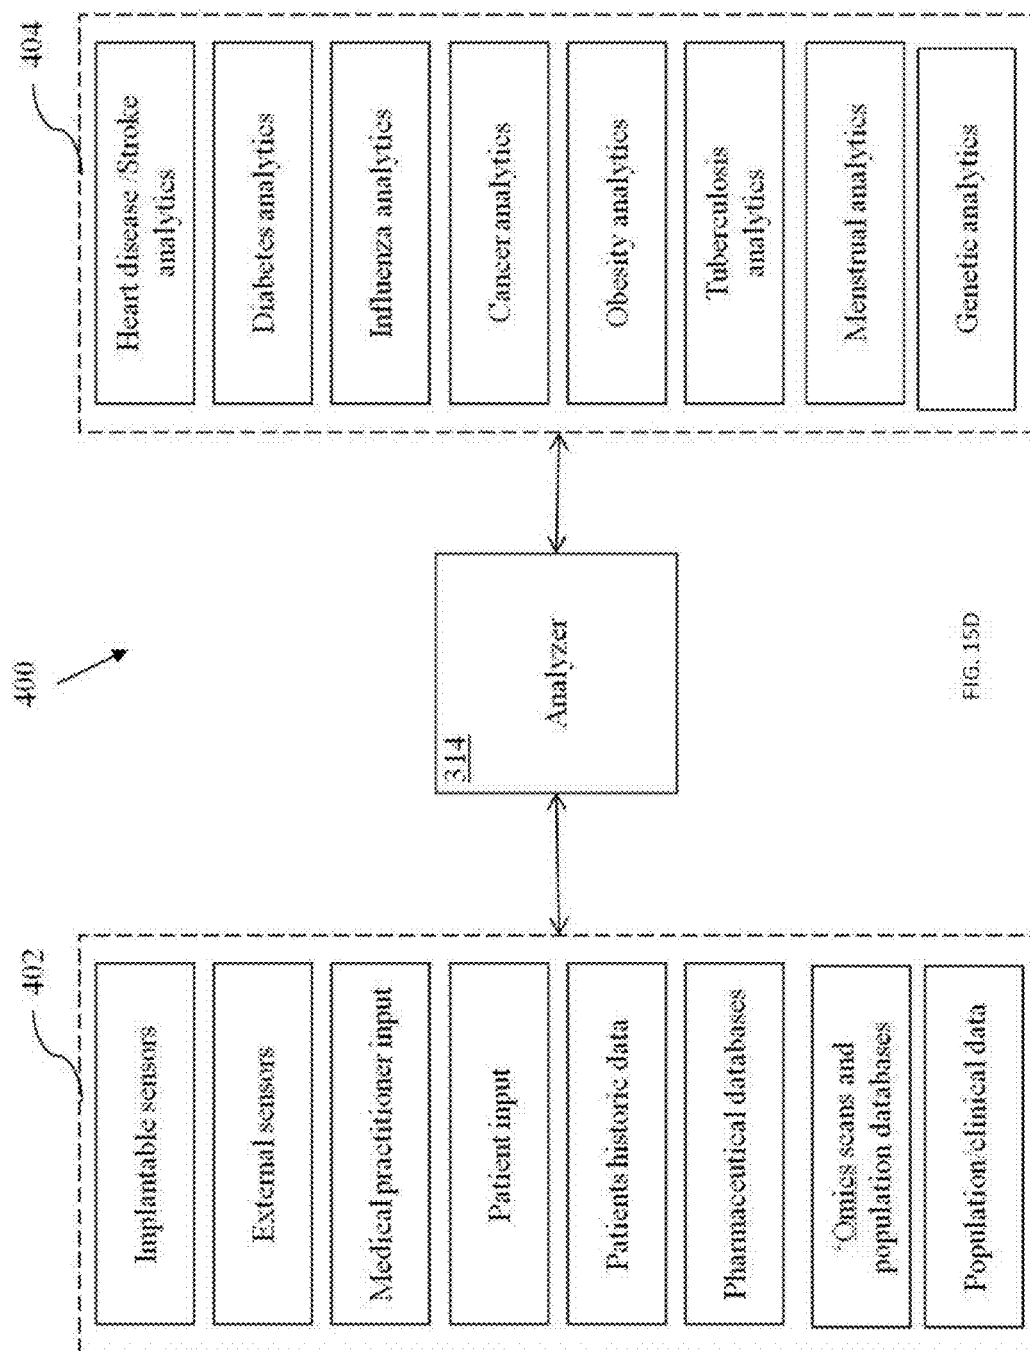 400
402
Implantable sensors
External sensors
Medical practitioner input
Patient input
Patients historic data
Pharmaceutical databases
'Omics scans and
population databases
Population clinical data
314
Analyzer
404
Heart disease /Stroke
analytics
Diabetes analytics
Influenza analytics
Cancer analytics
Obesity analytics
Tuberculosis
analytics
Menstrual analytics
Genetic analytics
FIG. 15D